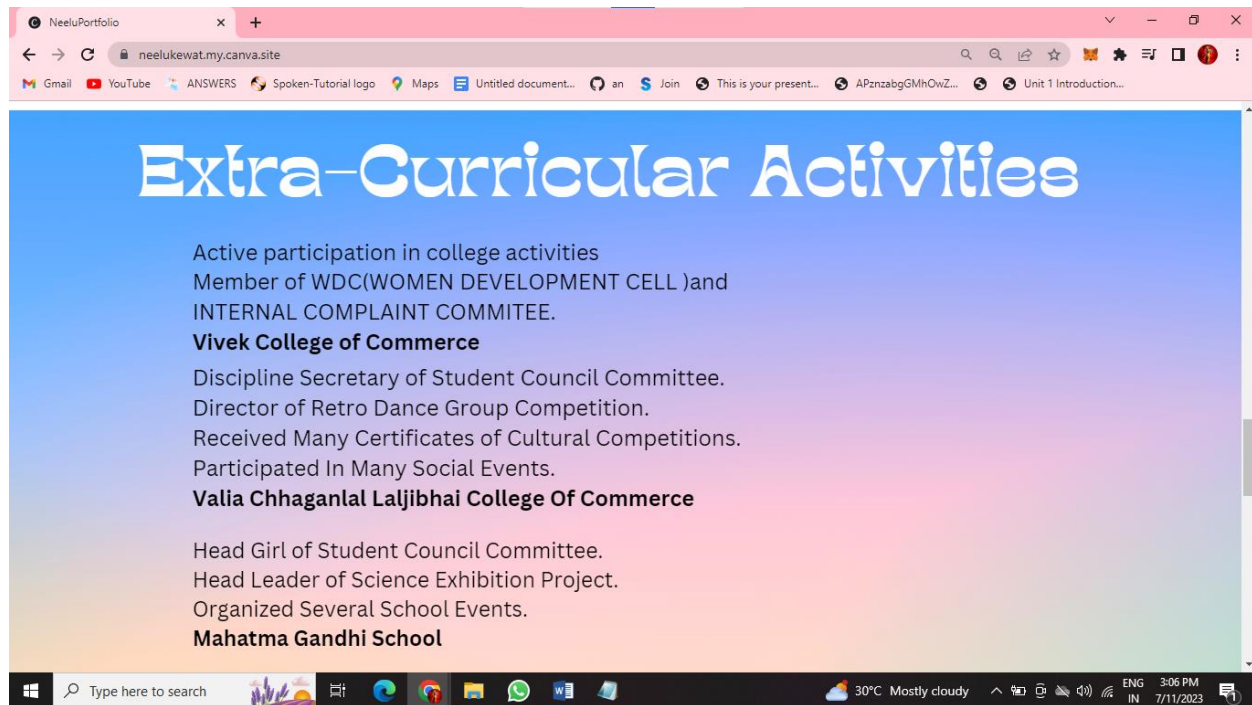 NeeluPortfolio
neelukewat.my.canva.site
Gmail YouTube ANSWERS Spoken-Tutorial logo Maps Untitled document... an Join This is your present... APznzabgGMhOwZ... Unit 1 Introduction...
Extra-Curricular Activities
Active participation in college activities
Member of WDC(WOMEN DEVELOPMENT CELL )and
INTERNAL COMPLAINT COMMITEE.
Vivek College of Commerce
Discipline Secretary of Student Council Committee.
Director of Retro Dance Group Competition.
Received Many Certificates of Cultural Competitions.
Participated In Many Social Events.
Valia Chhaganlal Laljibhai College Of Commerce
Head Girl of Student Council Committee.
Head Leader of Science Exhibition Project.
Organized Several School Events.
Mahatma Gandhi School
Type here to search 30°C Mostly cloudy ENG 3:06 PM
IN 7/11/2023